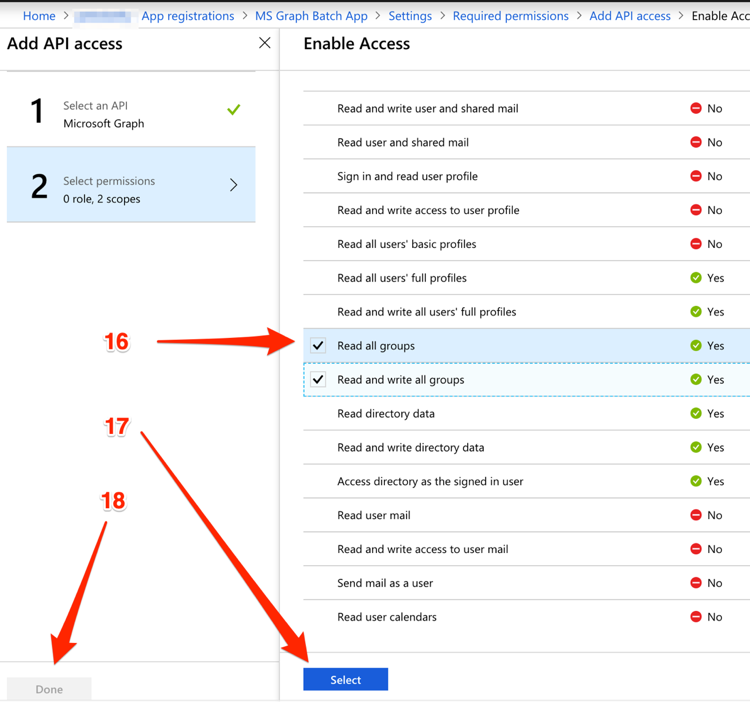 Home > App registrations > MS Graph Batch App > Settings > Required permissions > Add API access > Enable Acc
Add API access
Enable Access
1
Select an API
Microsoft Graph
2
Select permissions
0 role, 2 scopes
Read and write user and shared mail No
Read user and shared mail No
Sign in and read user profile No
Read and write access to user profile No
Read all users' basic profiles No
Read all users' full profiles Yes
Read and write all users' full profiles Yes
16
Read all groups Yes
Read and write all groups Yes
17
Read directory data Yes
Read and write directory data Yes
Access directory as the signed in user Yes
18
Read user mail No
Read and write access to user mail No
Send mail as a user No
Read user calendars No
Select
Done